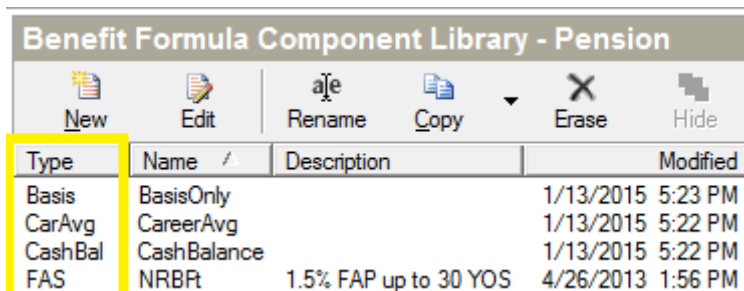 Benefit Formula Component Library - Pension
New Edit Rename Copy Erase Hide
Type Name Description Modified
Basis BasisOnly 1/13/2015 5:23 PM
CarAvg CareerAvg 1/13/2015 5:22 PM
CashBal CashBalance 1/13/2015 5:22 PM
FAS NRBFt 1.5% FAP up to 30 YOS 4/26/2013 1:56 PM